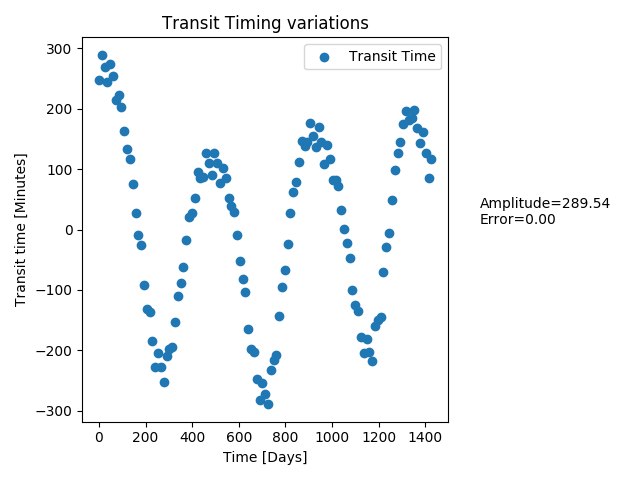 Transit Timing variations
Transit Time
Transit time [Minutes]
300
200
100
0
−100
−200
−300
0 200 400 600 800 1000 1200 1400
Time [Days]
Amplitude=289.54
Error=0.00